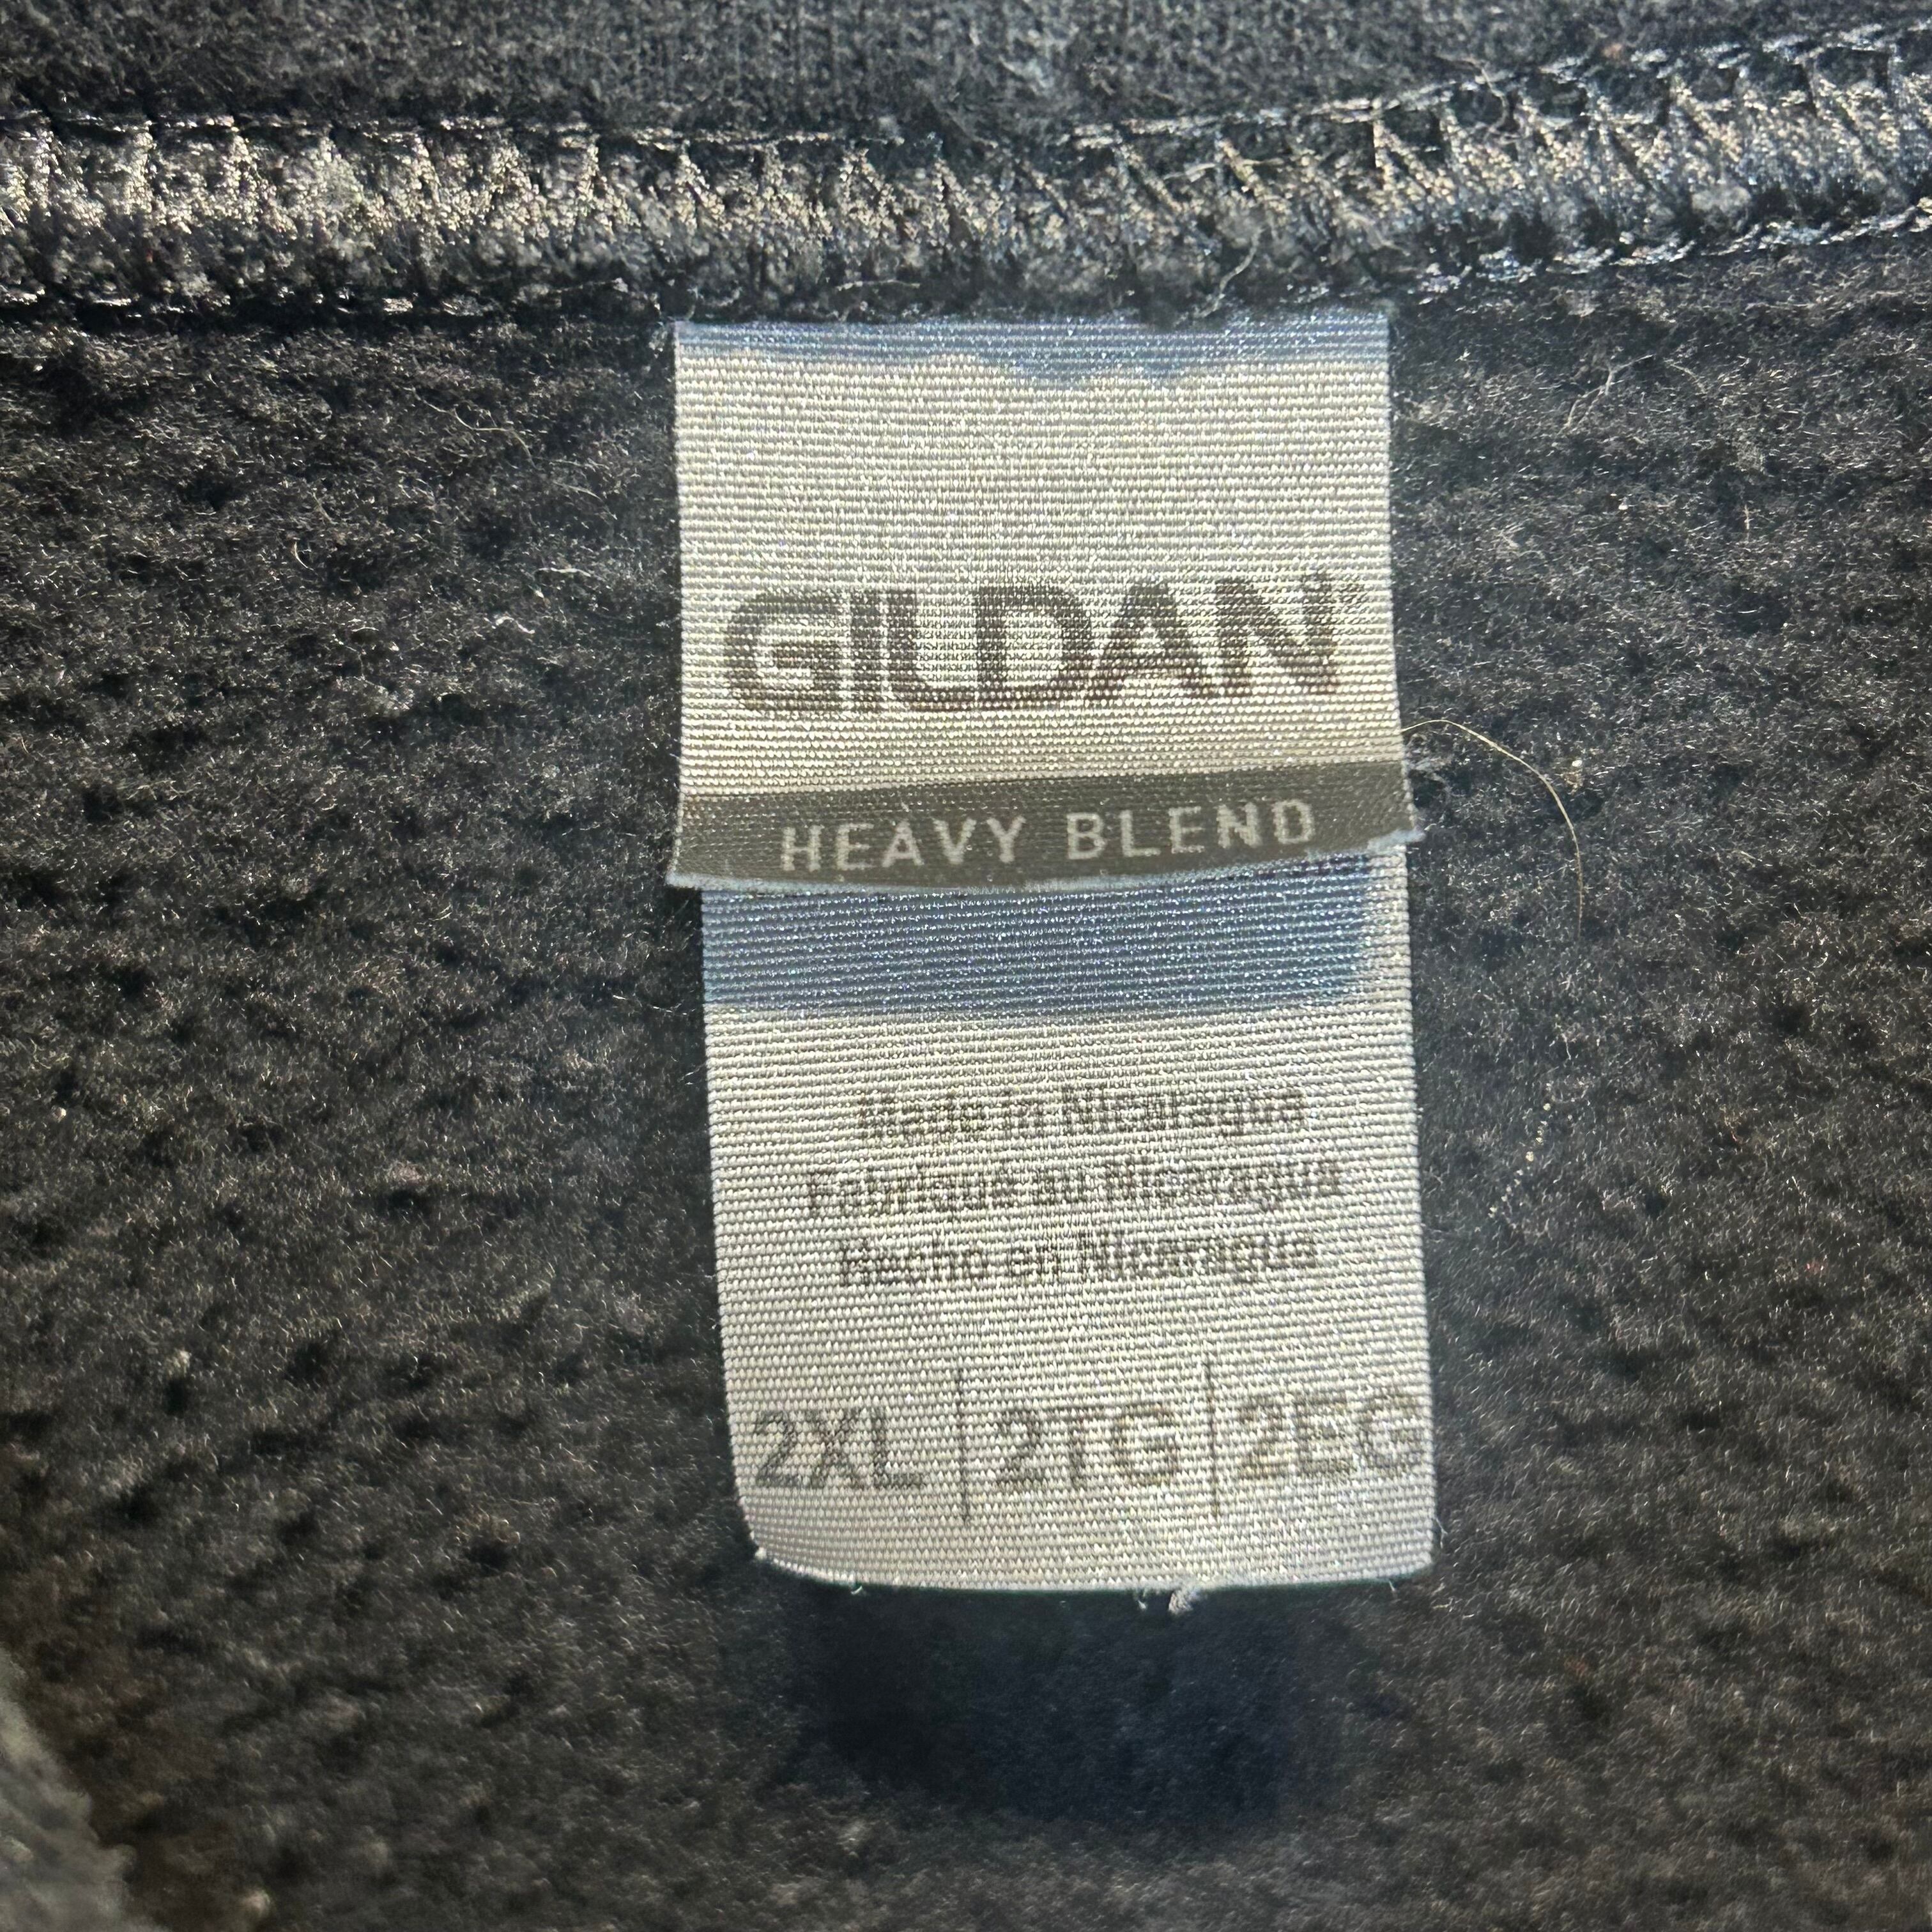 GILDAN®
HEAVY BLEND
Made in Nicaragua
Fabriqué au Nicaragua
Hecho en Nicaragua
2XL | 2TG | 2EG